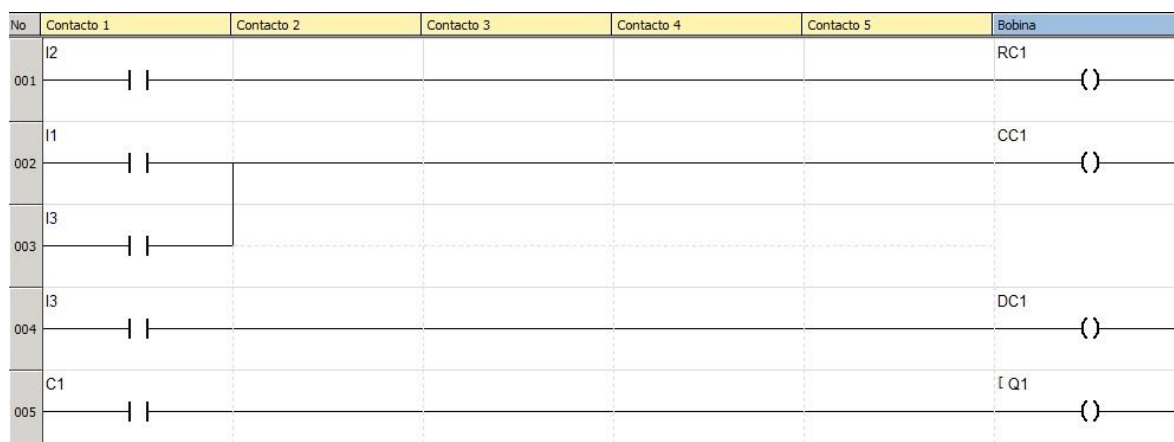 No Contacto 1 Contacto 2 Contacto 3 Contacto 4 Contacto 5 Bobina
I2 RC1
001
I1 CC1
002
I3
003
I3 DC1
004
C1 [ Q1
005